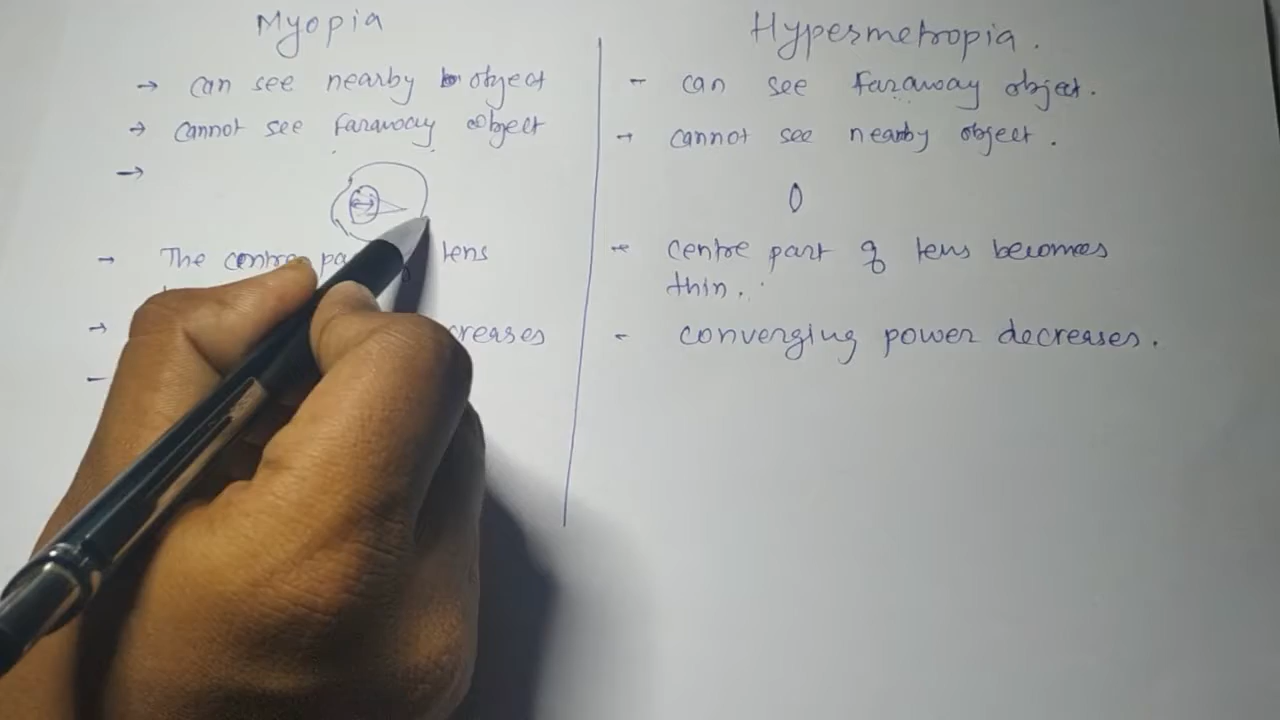 Myopia
→ can see nearby object
→ cannot see faraway object
→
→ The centre lens
→
-
Hypermetropia.
- can see faraway object.
→ cannot see nearby object.
- centre part of lens becomes
thin.
- converging power decreases.